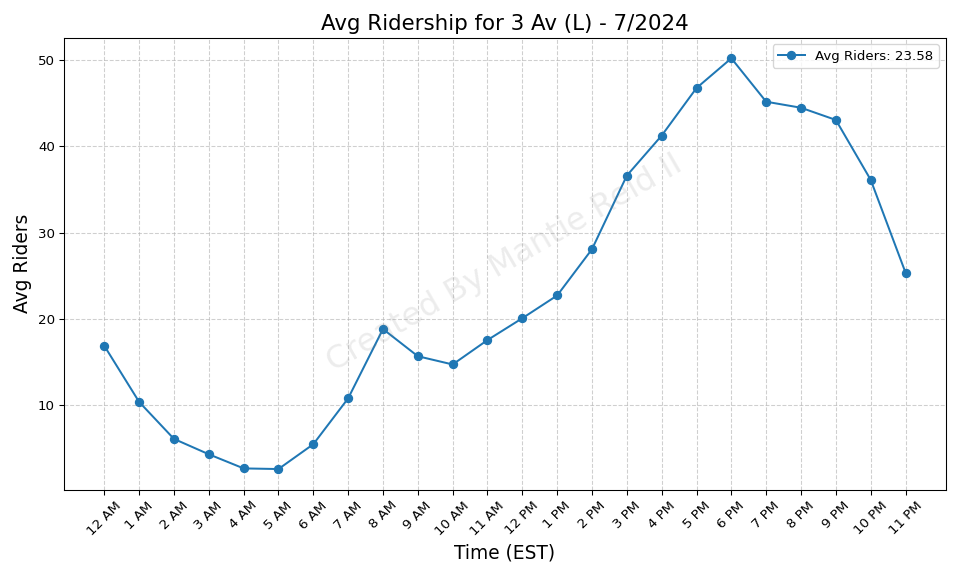 Avg Ridership for 3 Av (L) - 7/2024
Avg Riders: 23.58
50
40
30
20
10
Avg Riders
Created By Mantie Reid II
12 AM
1 AM
2 AM
3 AM
4 AM
5 AM
6 AM
7 AM
8 AM
9 AM
10 AM
11 AM
12 PM
1 PM
2 PM
3 PM
4 PM
5 PM
6 PM
7 PM
8 PM
9 PM
10 PM
11 PM
Time (EST)